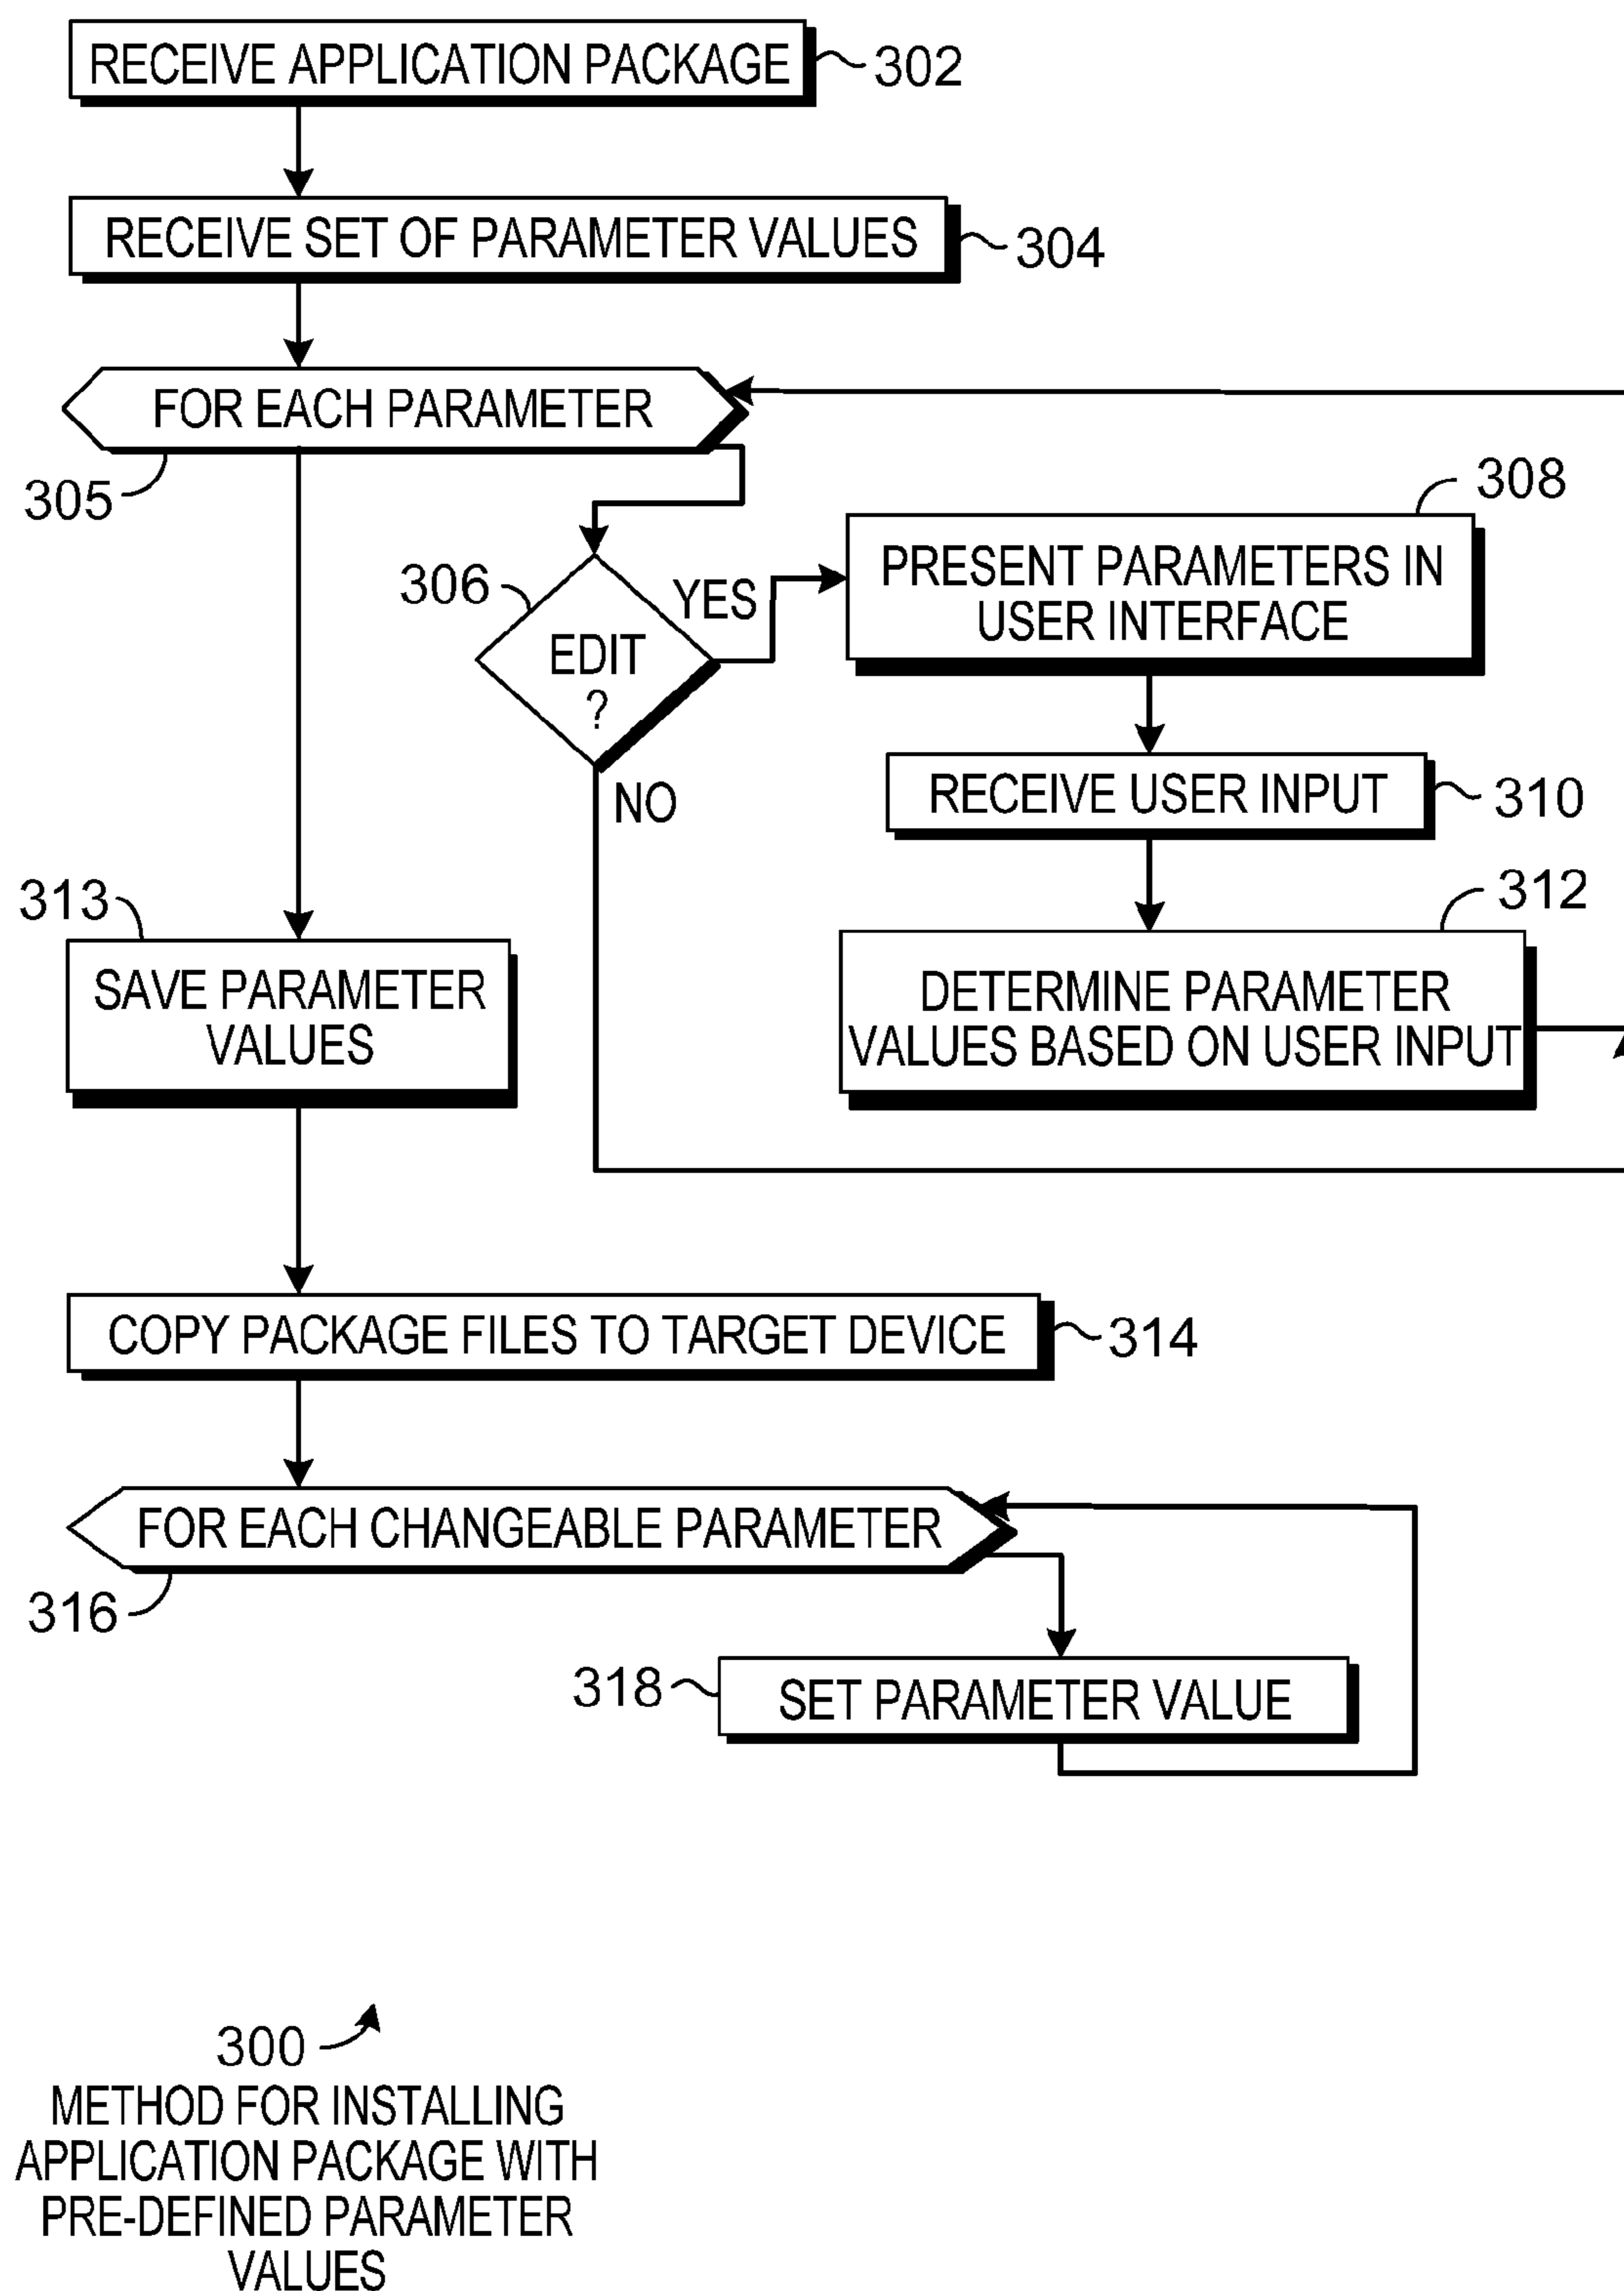 RECEIVE APPLICATION PACKAGE
302
RECEIVE SET OF PARAMETER VALUES
304
FOR EACH PARAMETER
305
308
PRESENT PARAMETERS IN
USER INTERFACE
306
YES
EDIT
?
NO
RECEIVE USER INPUT
310
312
DETERMINE PARAMETER
VALUES BASED ON USER INPUT
313
SAVE PARAMETER
VALUES
COPY PACKAGE FILES TO TARGET DEVICE
314
FOR EACH CHANGEABLE PARAMETER
316
318
SET PARAMETER VALUE
300
METHOD FOR INSTALLING
APPLICATION PACKAGE WITH
PRE-DEFINED PARAMETER
VALUES